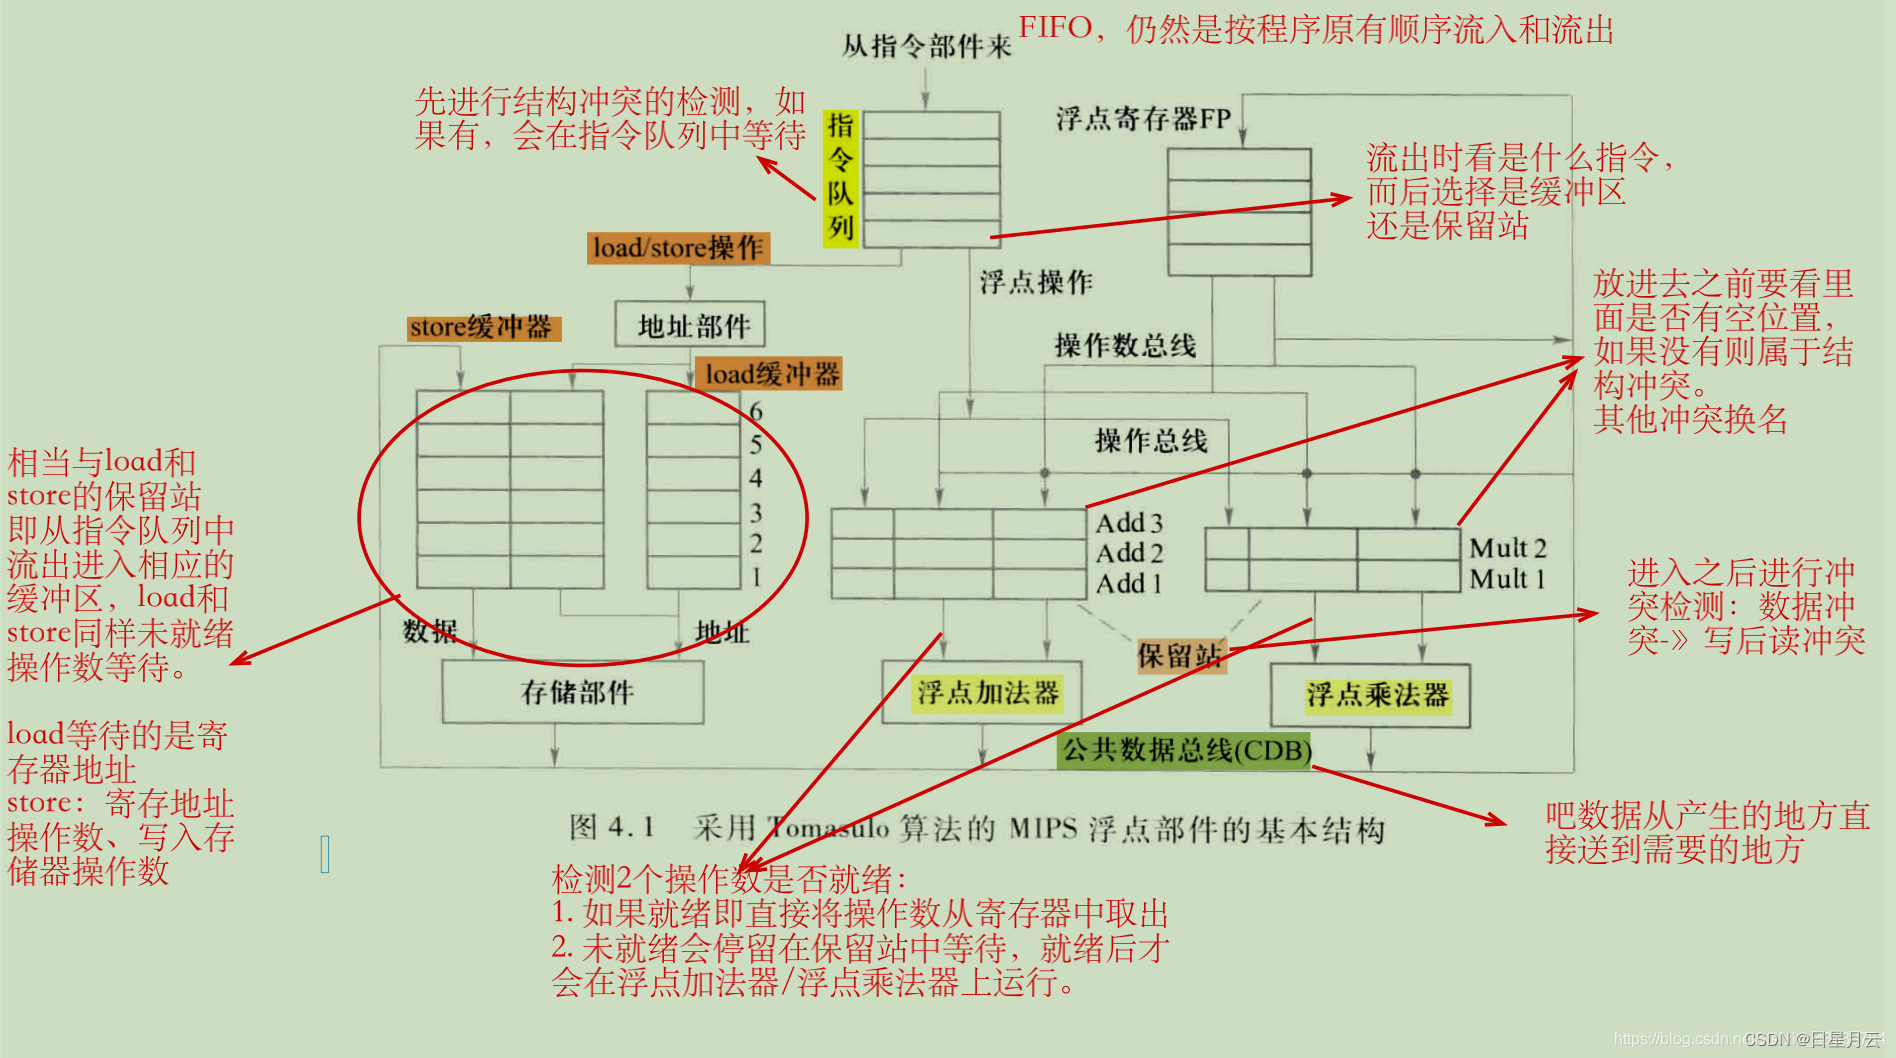 FIFO，仍然是按程序原有顺序流入和流出
从指令部件来
先进行结构冲突的检测，如
果有，会在指令队列中等待
指令队列
浮点寄存器FP
流出时看是什么指令，
而后选择是缓冲区
还是保留站
load/store操作
浮点操作
放进去之前要看里
面是否有空位置，
如果没有则属于结
构冲突。
其他冲突换名
store缓冲器
地址部件
操作数总线
load缓冲器
6
5
4
3
2
1
操作总线
相当与load和
store的保留站
即从指令队列中
流出进入相应的
缓冲区，load和
store同样未就绪
操作数等待。
Add 3
Add 2
Add 1
Mult 2
Mult 1
进入之后进行冲
突检测：数据冲
突-》写后读冲突
数据
地址
保留站
存储部件
浮点加法器
浮点乘法器
load等待的是寄
存器地址
store：寄存地址
操作数、写入存
储器操作数
公共数据总线(CDB)
吧数据从产生的地方直
接送到需要的地方
图 4.1 采用 Tomasulo 算法的 MIPS 浮点部件的基本结构
检测2个操作数是否就绪：
1. 如果就绪即直接将操作数从寄存器中取出
2. 未就绪会停留在保留站中等待，就绪后才
会在浮点加法器/浮点乘法器上运行。
https://blog.csdn.ne
CSDN @日星月云